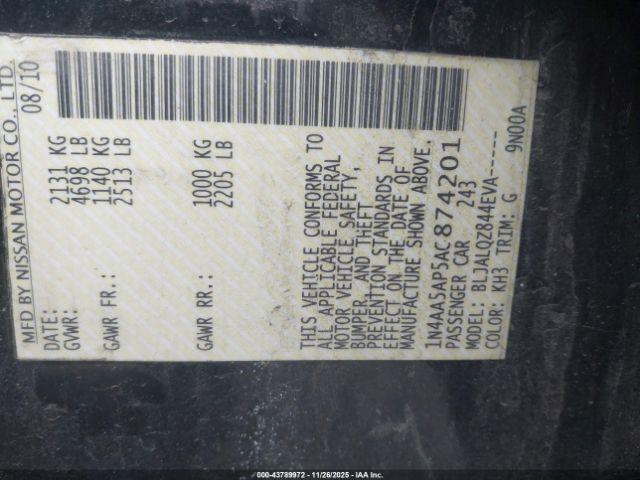 MFD BY NISSAN MOTOR CO., LTD.
DATE: 08/10
GVWR: 2131 KG
4698 LB
GAWR FR.: 1140 KG
2513 LB
GAWR RR.: 1000 KG
2205 LB
THIS VEHICLE CONFORMS TO
ALL APPLICABLE FEDERAL
MOTOR VEHICLE SAFETY,
BUMPER, AND THEFT
PREVENTION STANDARDS IN
EFFECT ON THE DATE OF
MANUFACTURE SHOWN ABOVE.
1N4AA5AP5AC874201
PASSENGER CAR 243
MODEL: BLJALQZ844EVA-----
COLOR: KH3 TRIM: G 9N00A
000-43789972 | 11/26/2025 | IAA Inc.